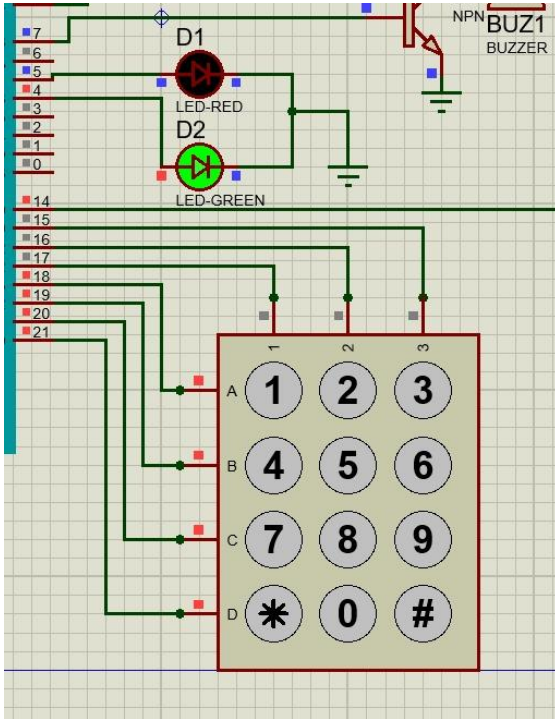 NPN
BUZ1
BUZZER
7
6
5
4
3
2
1
0
D1
LED-RED
D2
LED-GREEN
14
15
16
17
18
19
20
21
1 2 3
A 1 2 3
B 4 5 6
C 7 8 9
D * 0 #